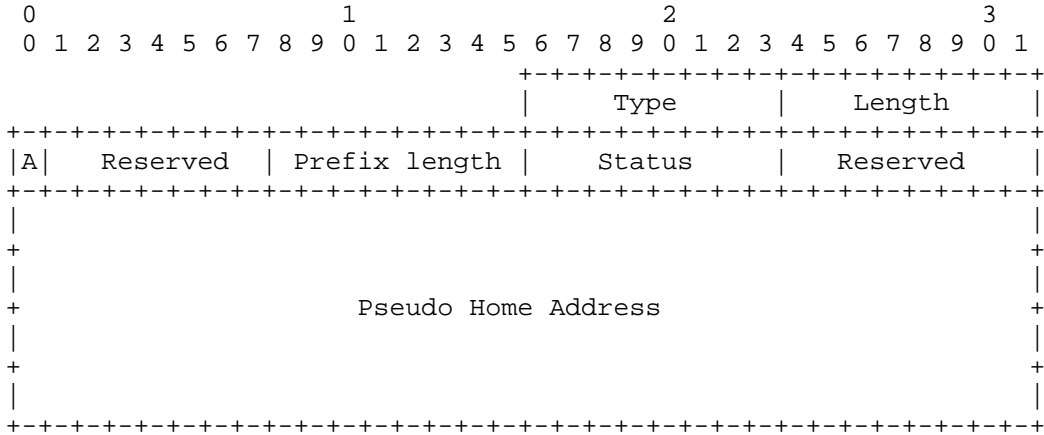 0                   1                   2                   3
 0 1 2 3 4 5 6 7 8 9 0 1 2 3 4 5 6 7 8 9 0 1 2 3 4 5 6 7 8 9 0 1
                                +-+-+-+-+-+-+-+-+-+-+-+-+-+-+-+-+
                                |     Type      |    Length     |
+-+-+-+-+-+-+-+-+-+-+-+-+-+-+-+-+-+-+-+-+-+-+-+-+-+-+-+-+-+-+-+-+
|A|   Reserved  | Prefix length |    Status     |   Reserved    |
+-+-+-+-+-+-+-+-+-+-+-+-+-+-+-+-+-+-+-+-+-+-+-+-+-+-+-+-+-+-+-+-+
|                                                               |
+                                                               +
|                                                               |
+                     Pseudo Home Address                       +
|                                                               |
+                                                               +
|                                                               |
+-+-+-+-+-+-+-+-+-+-+-+-+-+-+-+-+-+-+-+-+-+-+-+-+-+-+-+-+-+-+-+-+